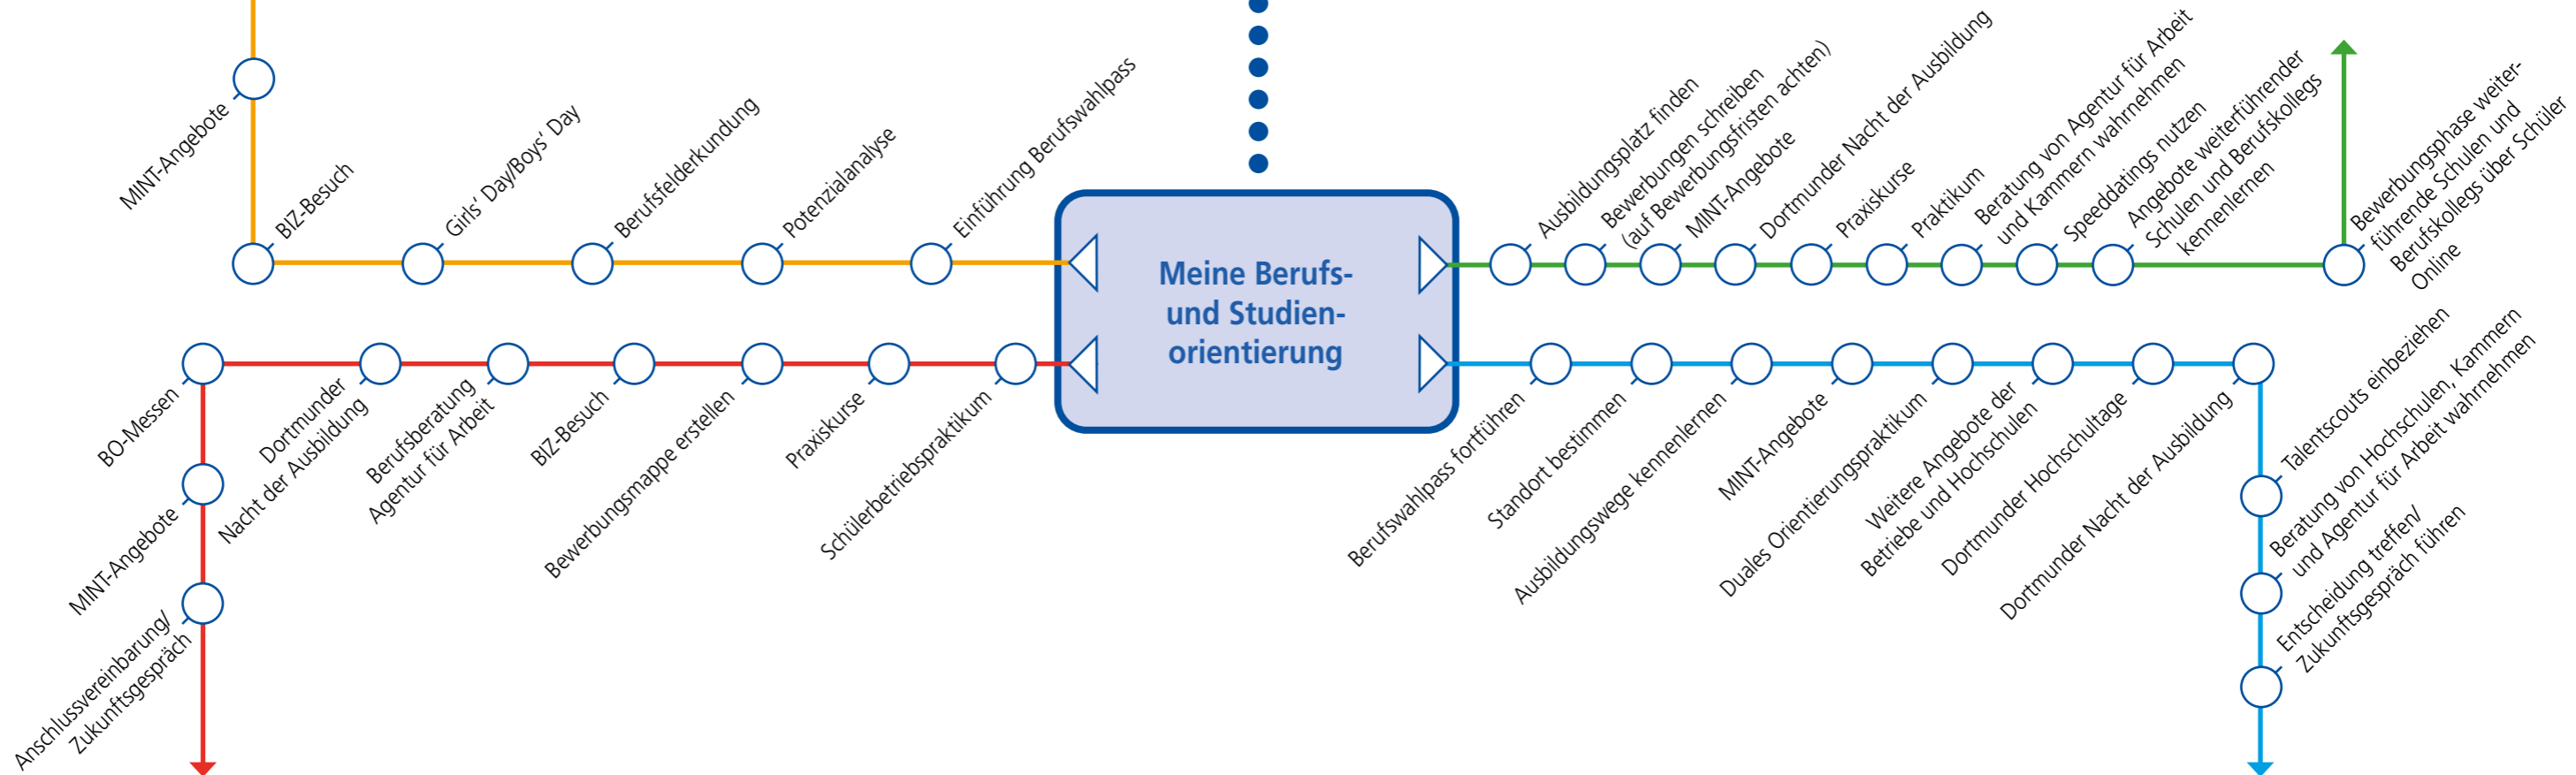 MINT-Angebote
BIZ-Besuch
Girls’ Day/Boys’ Day
Berufsfelderkundung
Potenzialanalyse
Einführung Berufswahlpass
Meine Berufs-
und Studien-
orientierung
Ausbildungsplatz finden
Bewerbungen schreiben
(auf Bewerbungsfristen achten)
MINT-Angebote
Dortmunder Nacht der Ausbildung
Praxiskurse
Praktikum
Beratung von Agentur für Arbeit
und Kammern wahrnehmen
Speeddatings nutzen
Angebote weiterführender
Schulen und Berufskollegs
kennenlernen
Bewerbungsphase weiter-
führende Schulen und
Berufskollegs über Schüler
Online
BO-Messen
Dortmunder
Nacht der Ausbildung
Berufsberatung
Agentur für Arbeit
BIZ-Besuch
Bewerbungsmappe erstellen
Praxiskurse
Schülerbetriebspraktikum
MINT-Angebote
Anschlussvereinbarung/
Zukunftsgespräch
Berufswahlpass fortführen
Standort bestimmen
Ausbildungswege kennenlernen
MINT-Angebote
Duales Orientierungspraktikum
Weitere Angebote der
Betriebe und Hochschulen
Dortmunder Hochschultage
Dortmunder Nacht der Ausbildung
Talentscouts einbeziehen
Beratung von Hochschulen, Kammern
und Agentur für Arbeit wahrnehmen
Entscheidung treffen/
Zukunftsgespräch führen